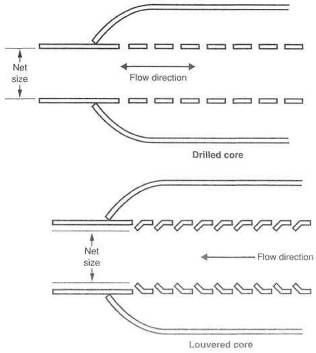 Net
size
Flow direction
Drilled core
Net
size
Flow direction
Louvered core